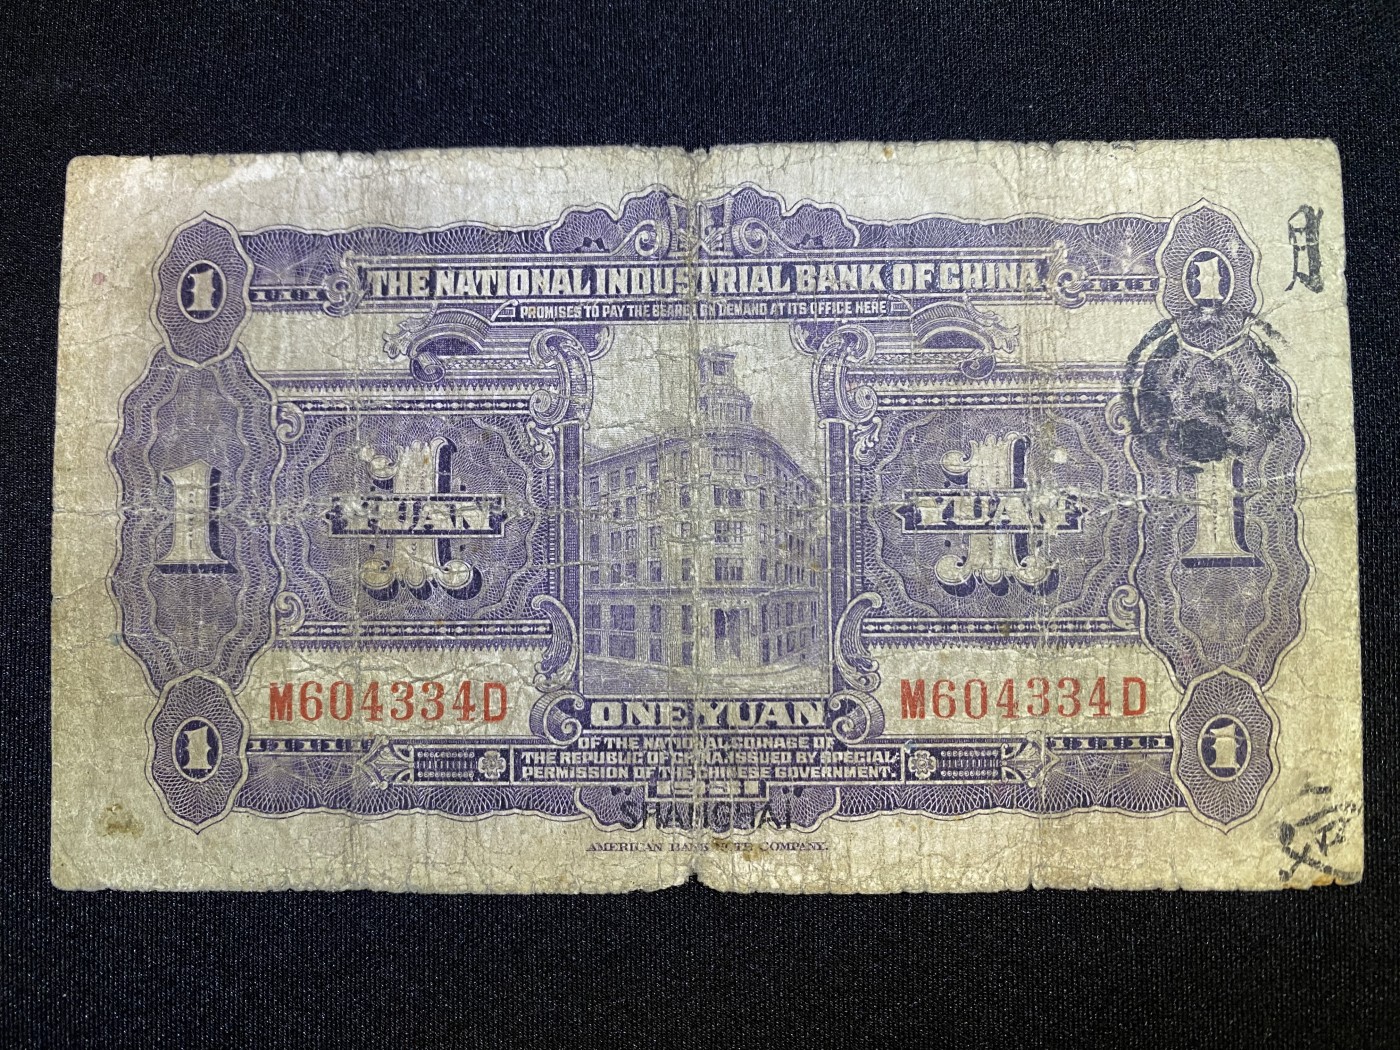 1 1
THE NATIONAL INDUSTRIAL BANK OF CHINA
PROMISES TO PAY THE BEARER ON DEMAND AT ITS OFFICE HERE
1 1 1 1
YUAN YUAN
M604334D M604334D
ONE YUAN
1 1
OF THE NATIONAL COINAGE OF
THE REPUBLIC OF CHINA. ISSUED BY SPECIAL
PERMISSION OF THE CHINESE GOVERNMENT.
1931
SHANGHAI
AMERICAN BANK NOTE COMPANY.